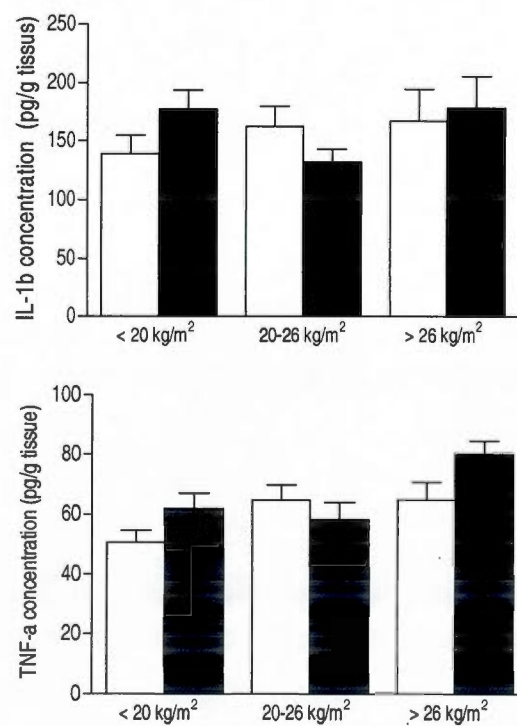 IL-1b concentration (pg/g tissus)
250
200
150
100
50
0
< 20 kg/m²
20-26 kg/m²
> 26 kg/m²
TNF-a concentration (pg/g tissue)
100
80
60
40
20
0
< 20 kg/m²
20-26 kg/m²
> 26 kg/m²